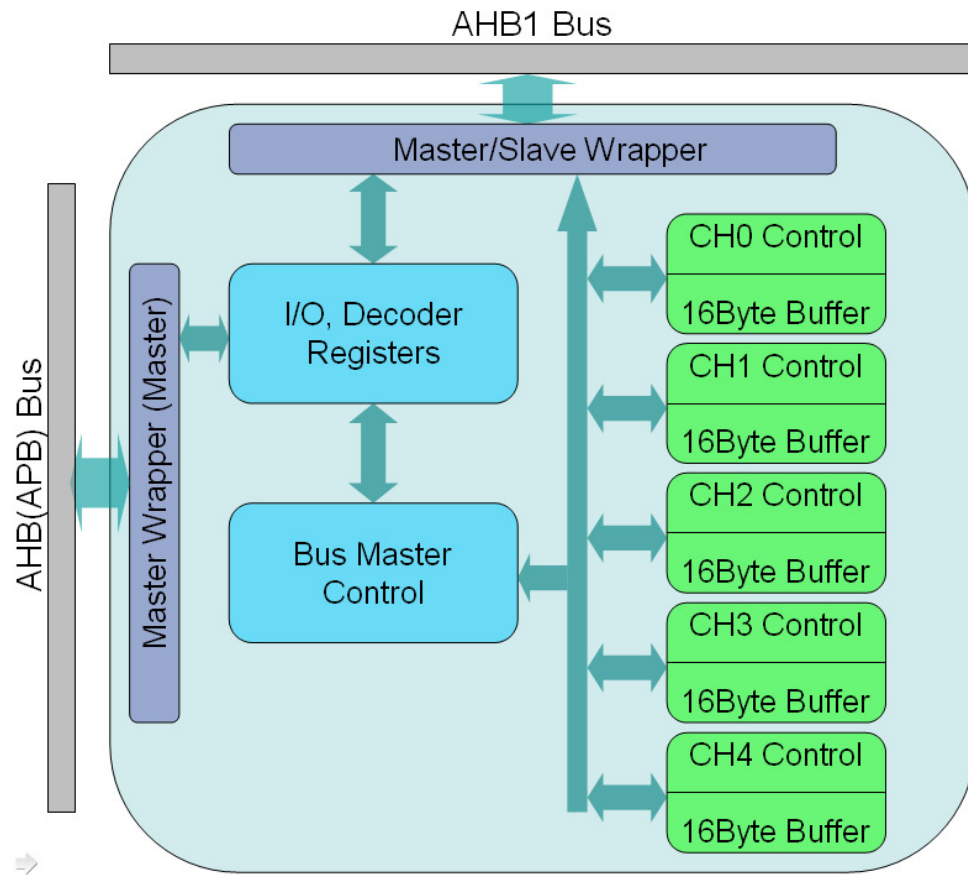 AHB1 Bus
Master/Slave Wrapper
AHB(APB) Bus
Master Wrapper (Master)
I/O, Decoder
Registers
Bus Master
Control
CH0 Control
16Byte Buffer
CH1 Control
16Byte Buffer
CH2 Control
16Byte Buffer
CH3 Control
16Byte Buffer
CH4 Control
16Byte Buffer